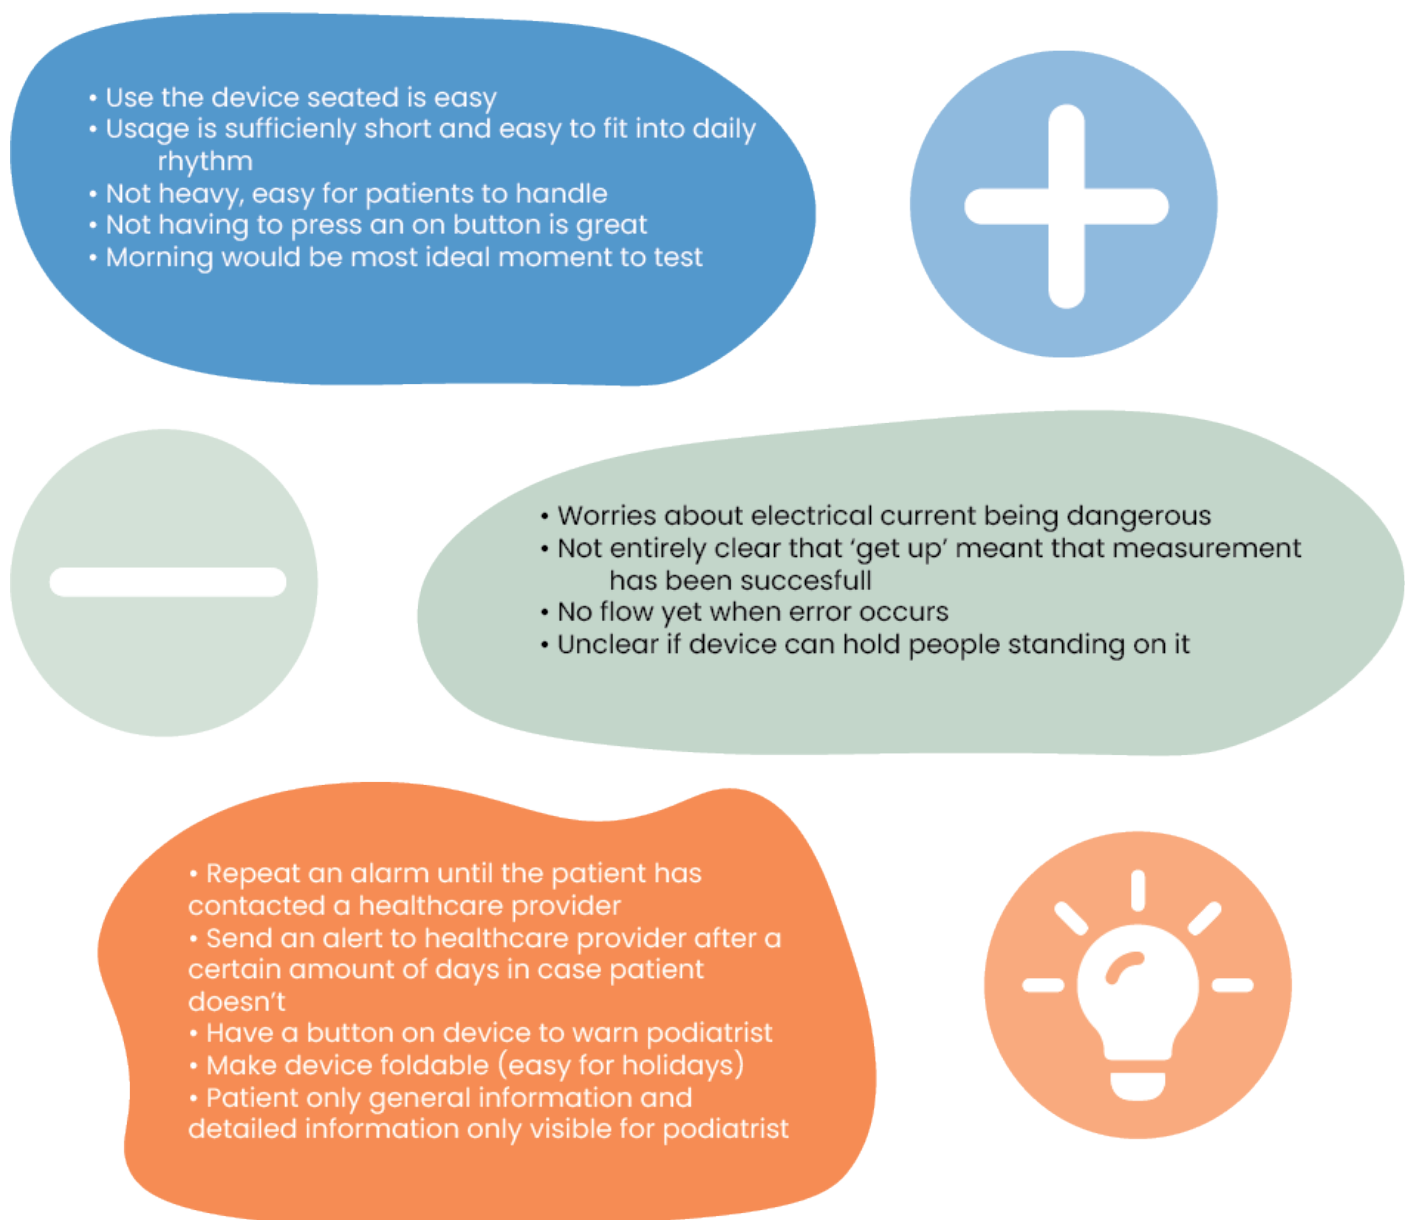 • Use the device seated is easy
• Usage is sufficienly short and easy to fit into daily
rhythm
• Not heavy, easy for patients to handle
• Not having to press an on button is great
• Morning would be most ideal moment to test
• Worries about electrical current being dangerous
• Not entirely clear that ‘get up’ meant that measurement
has been succesfull
• No flow yet when error occurs
• Unclear if device can hold people standing on it
• Repeat an alarm until the patient has
contacted a healthcare provider
• Send an alert to healthcare provider after a
certain amount of days in case patient
doesn’t
• Have a button on device to warn podiatrist
• Make device foldable (easy for holidays)
• Patient only general information and
detailed information only visible for podiatrist